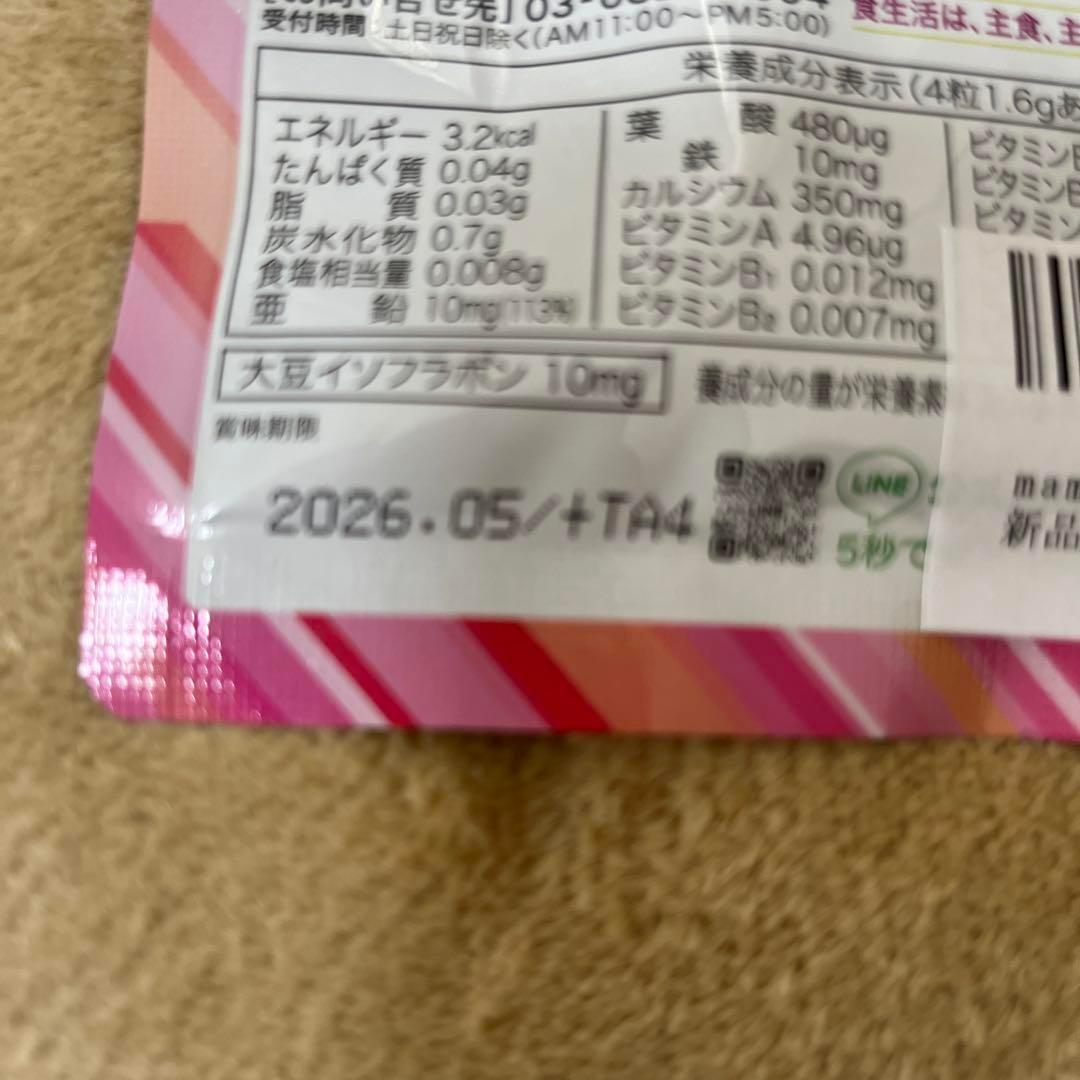 受付時間 土日祝日除く(AM11:00~PM5:00)
食生活は、主食、主
栄養成分表示(4粒1.6gあ
エネルギー 3.2kcal
たんぱく質 0.04g
脂質 0.03g
炭水化物 0.7g
食塩相当量 0.008g
亜鉛 10mg(113%)
葉酸 480μg
鉄 10mg
カルシウム 350mg
ビタミンA 4.96μg
ビタミンB₁ 0.012mg
ビタミンB₂ 0.007mg
ビタミンB
ビタミンB
ビタミン
大豆イソフラボン 10mg
養成分の量が栄養素
賞味期限
2026.05/+TA4
LINE
5秒で
mam
新品